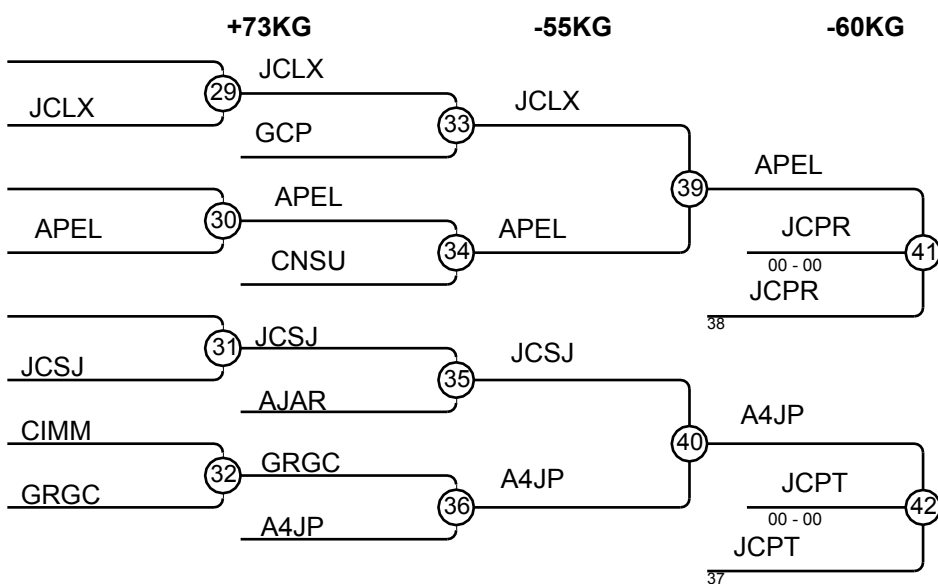 +73KG -55KG -60KG
JCLX
29
JCLX
GCP
33
JCLX
APEL
30
APEL
CNSU
34
APEL
39
APEL
JCPR
00 - 00
41
JCPR
38
JCSJ
31
JCSJ
AJAR
35
JCSJ
CIMM
GRGC
32
GRGC
A4JP
36
A4JP
40
A4JP
JCPT
00 - 00
42
JCPT
37